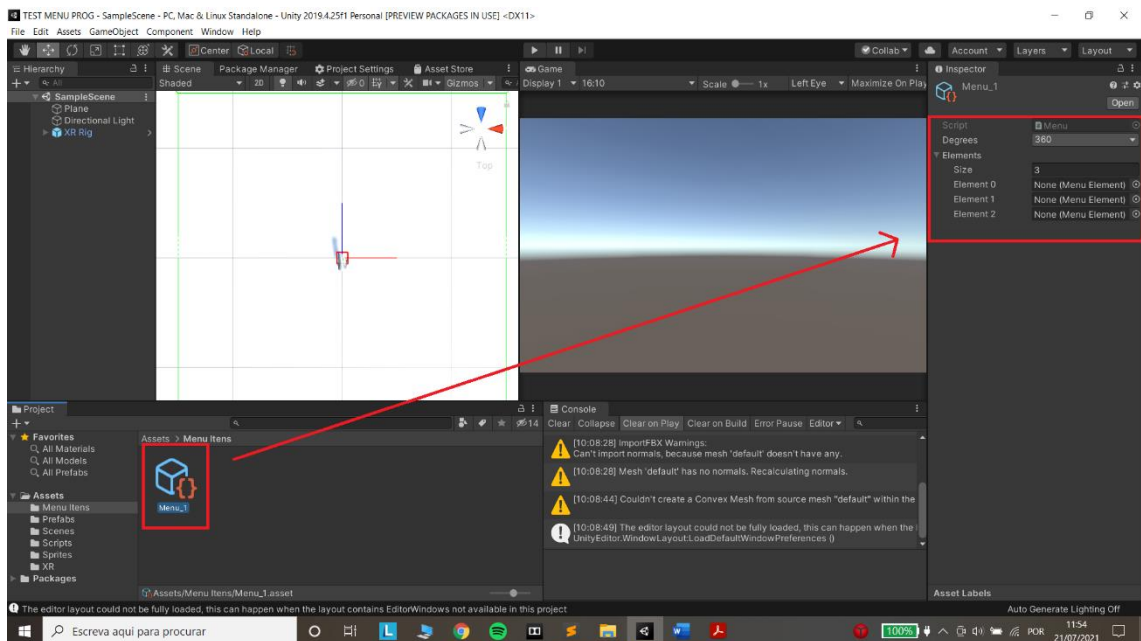 TEST MENU PROG - SampleScene - PC, Mac & Linux Standalone - Unity 2019.4.25f1 Personal [PREVIEW PACKAGES IN USE] <DX11>
File Edit Assets GameObject Component Window Help
Center Local Collab Account Layers Layout
Hierarchy
All
SampleScene
Plane
Directional Light
XR Rig
Scene Package Manager Project Settings Asset Store
Shaded 2D 0 Gizmos
Top
Game
Display 1 16:10 Scale 1x Left Eye Maximize On Play
Inspector
Menu_1
Open
Script Menu
Degrees 360
Elements
Size 3
Element 0 None (Menu Element)
Element 1 None (Menu Element)
Element 2 None (Menu Element)
Project
14
Favorites
All Materials
All Models
All Prefabs
Assets
Menu Itens
Prefabs
Scenes
Scripts
Sprites
XR
Packages
Assets > Menu Itens
Menu_1
Assets/Menu Itens/Menu_1.asset
Console
Clear Collapse Clear on Play Clear on Build Error Pause Editor
[10:08:28] ImportFBX Warnings:
Can't import normals, because mesh 'default' doesn't have any.
[10:08:28] Mesh 'default' has no normals. Recalculating normals.
[10:08:44] Couldn't create a Convex Mesh from source mesh "default" within the
[10:08:49] The editor layout could not be fully loaded, this can happen when the
UnityEditor.WindowLayout:LoadDefaultWindowPreferences ()
Asset Labels
The editor layout could not be fully loaded, this can happen when the layout contains EditorWindows not available in this project
Auto Generate Lighting Off
Escreva aqui para procurar
100%
POR
11:54
21/07/2021